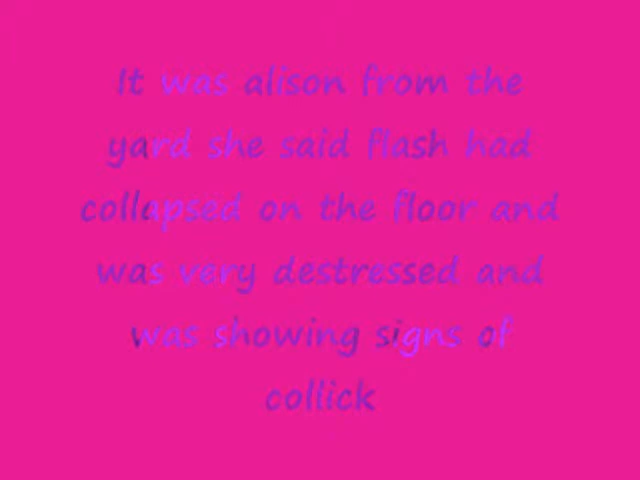 It was alison from the
yard she said flash had
collapsed on the floor and
was very destressed and
was showing signs of
collick